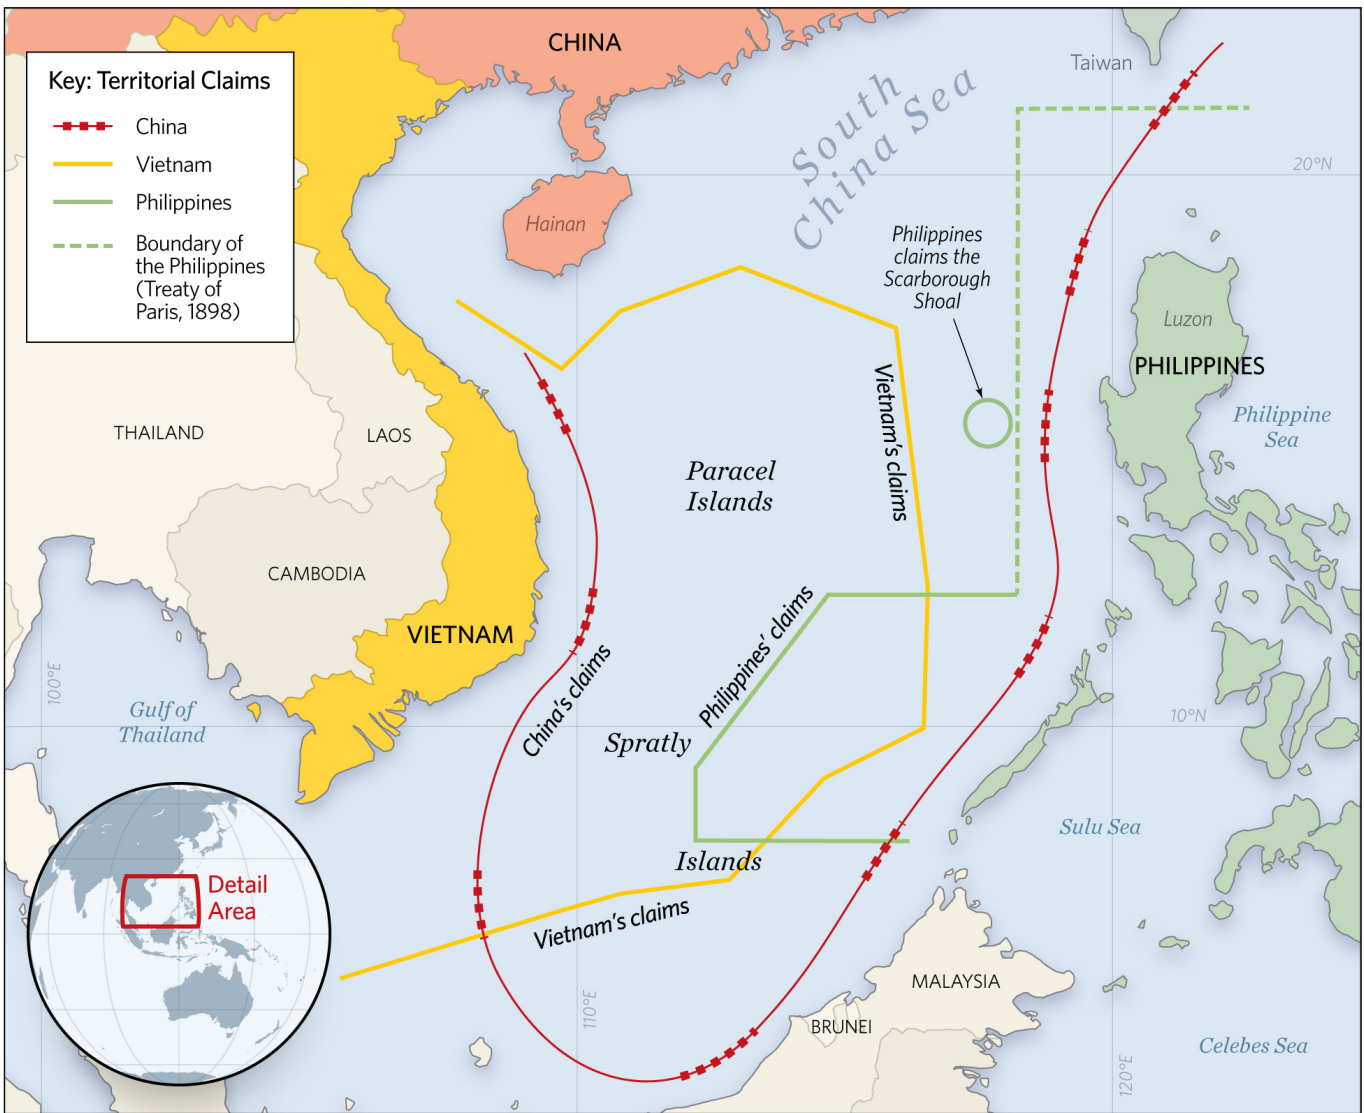 CHINA
Taiwan
Key: Territorial Claims
China
Vietnam
Philippines
Boundary of
the Philippines
(Treaty of
Paris, 1898)
South
China Sea
20°N
Hainan
Philippines
claims the
Scarborough
Shoal
Luzon
PHILIPPINES
Philippine
Sea
THAILAND
LAOS
Vietnam's claims
Paracel
Islands
CAMBODIA
VIETNAM
100°E
Gulf of
Thailand
China's claims
Philippines' claims
Spratly
Islands
10°N
Sulu Sea
Detail
Area
Vietnam's claims
MALAYSIA
BRUNEI
110°E
120°E
Celebes Sea